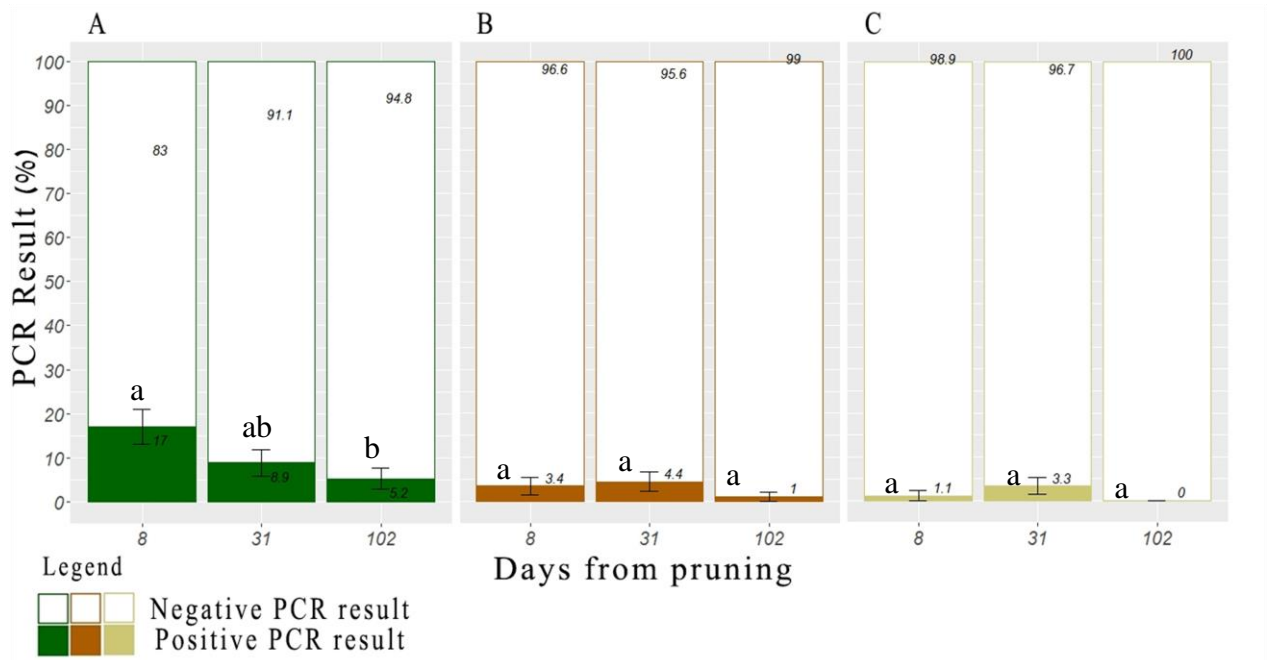 A B C
PCR Result (%)
100
90
80
70
60
50
40
30
20
10
0
83 91.1 94.8
a ab b
17 8.9 5.2
8 31 102
96.6 95.6 99
a a a
3.4 4.4 1
8 31 102
98.9 96.7 100
a a a
1.1 3.3 0
8 31 102
Days from pruning
Legend
Negative PCR result
Positive PCR result